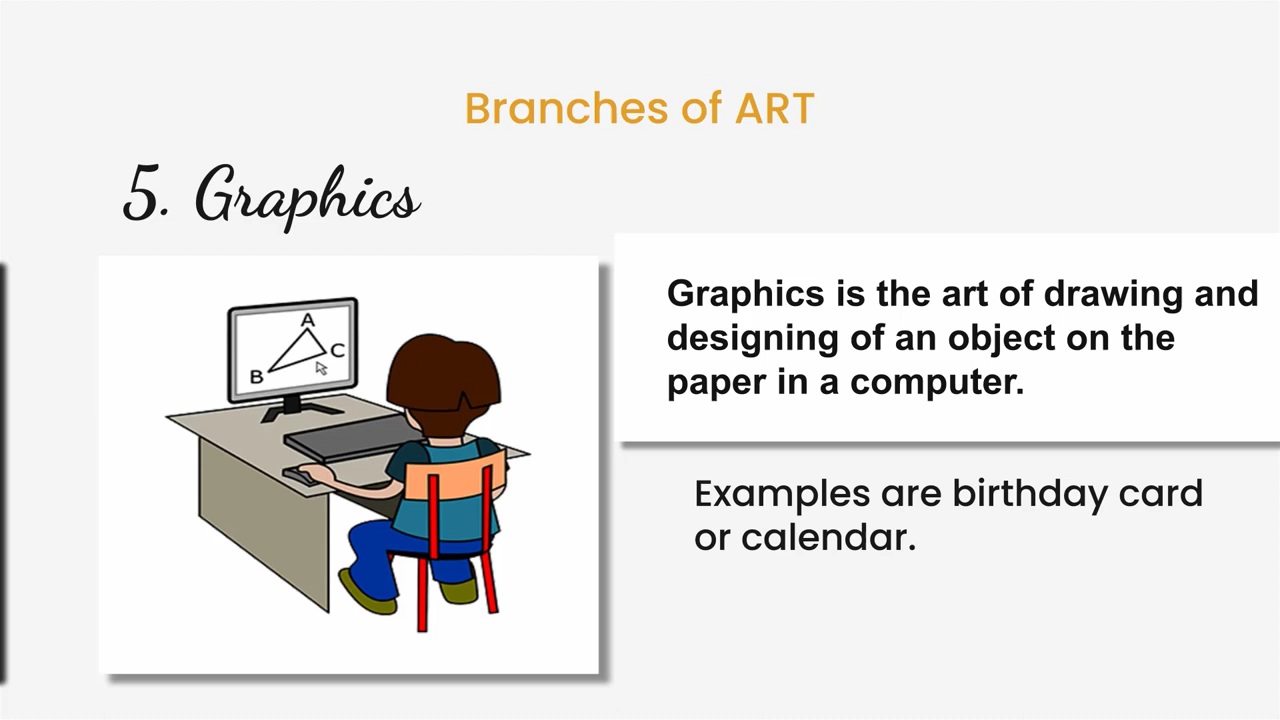 Branches of ART
5. Graphics
A
B
C
Graphics is the art of drawing and
designing of an object on the
paper in a computer.
Examples are birthday card
or calendar.